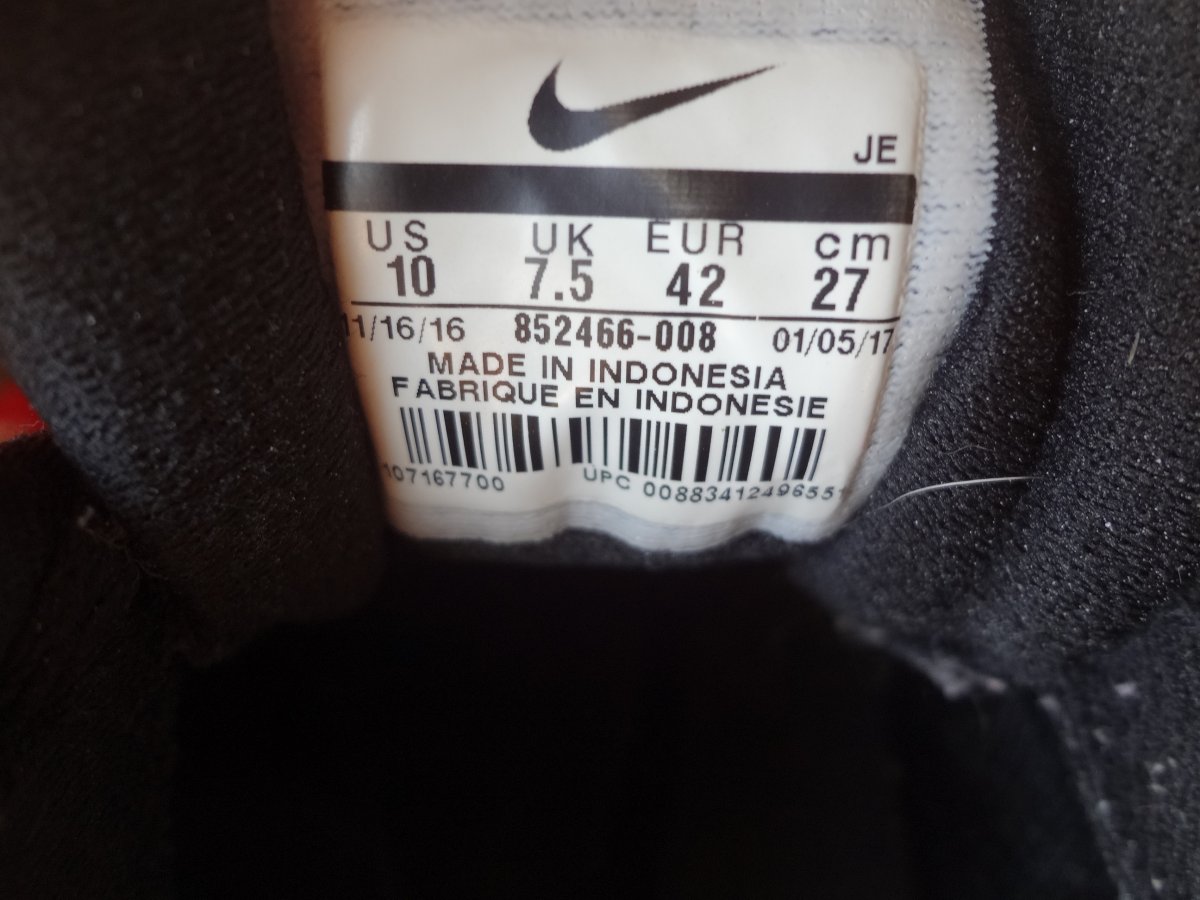 JE
US UK EUR cm
10 7.5 42 27
11/16/16 852466-008 01/05/17
MADE IN INDONESIA
FABRIQUE EN INDONESIE
107167700 UPC 00883412496551